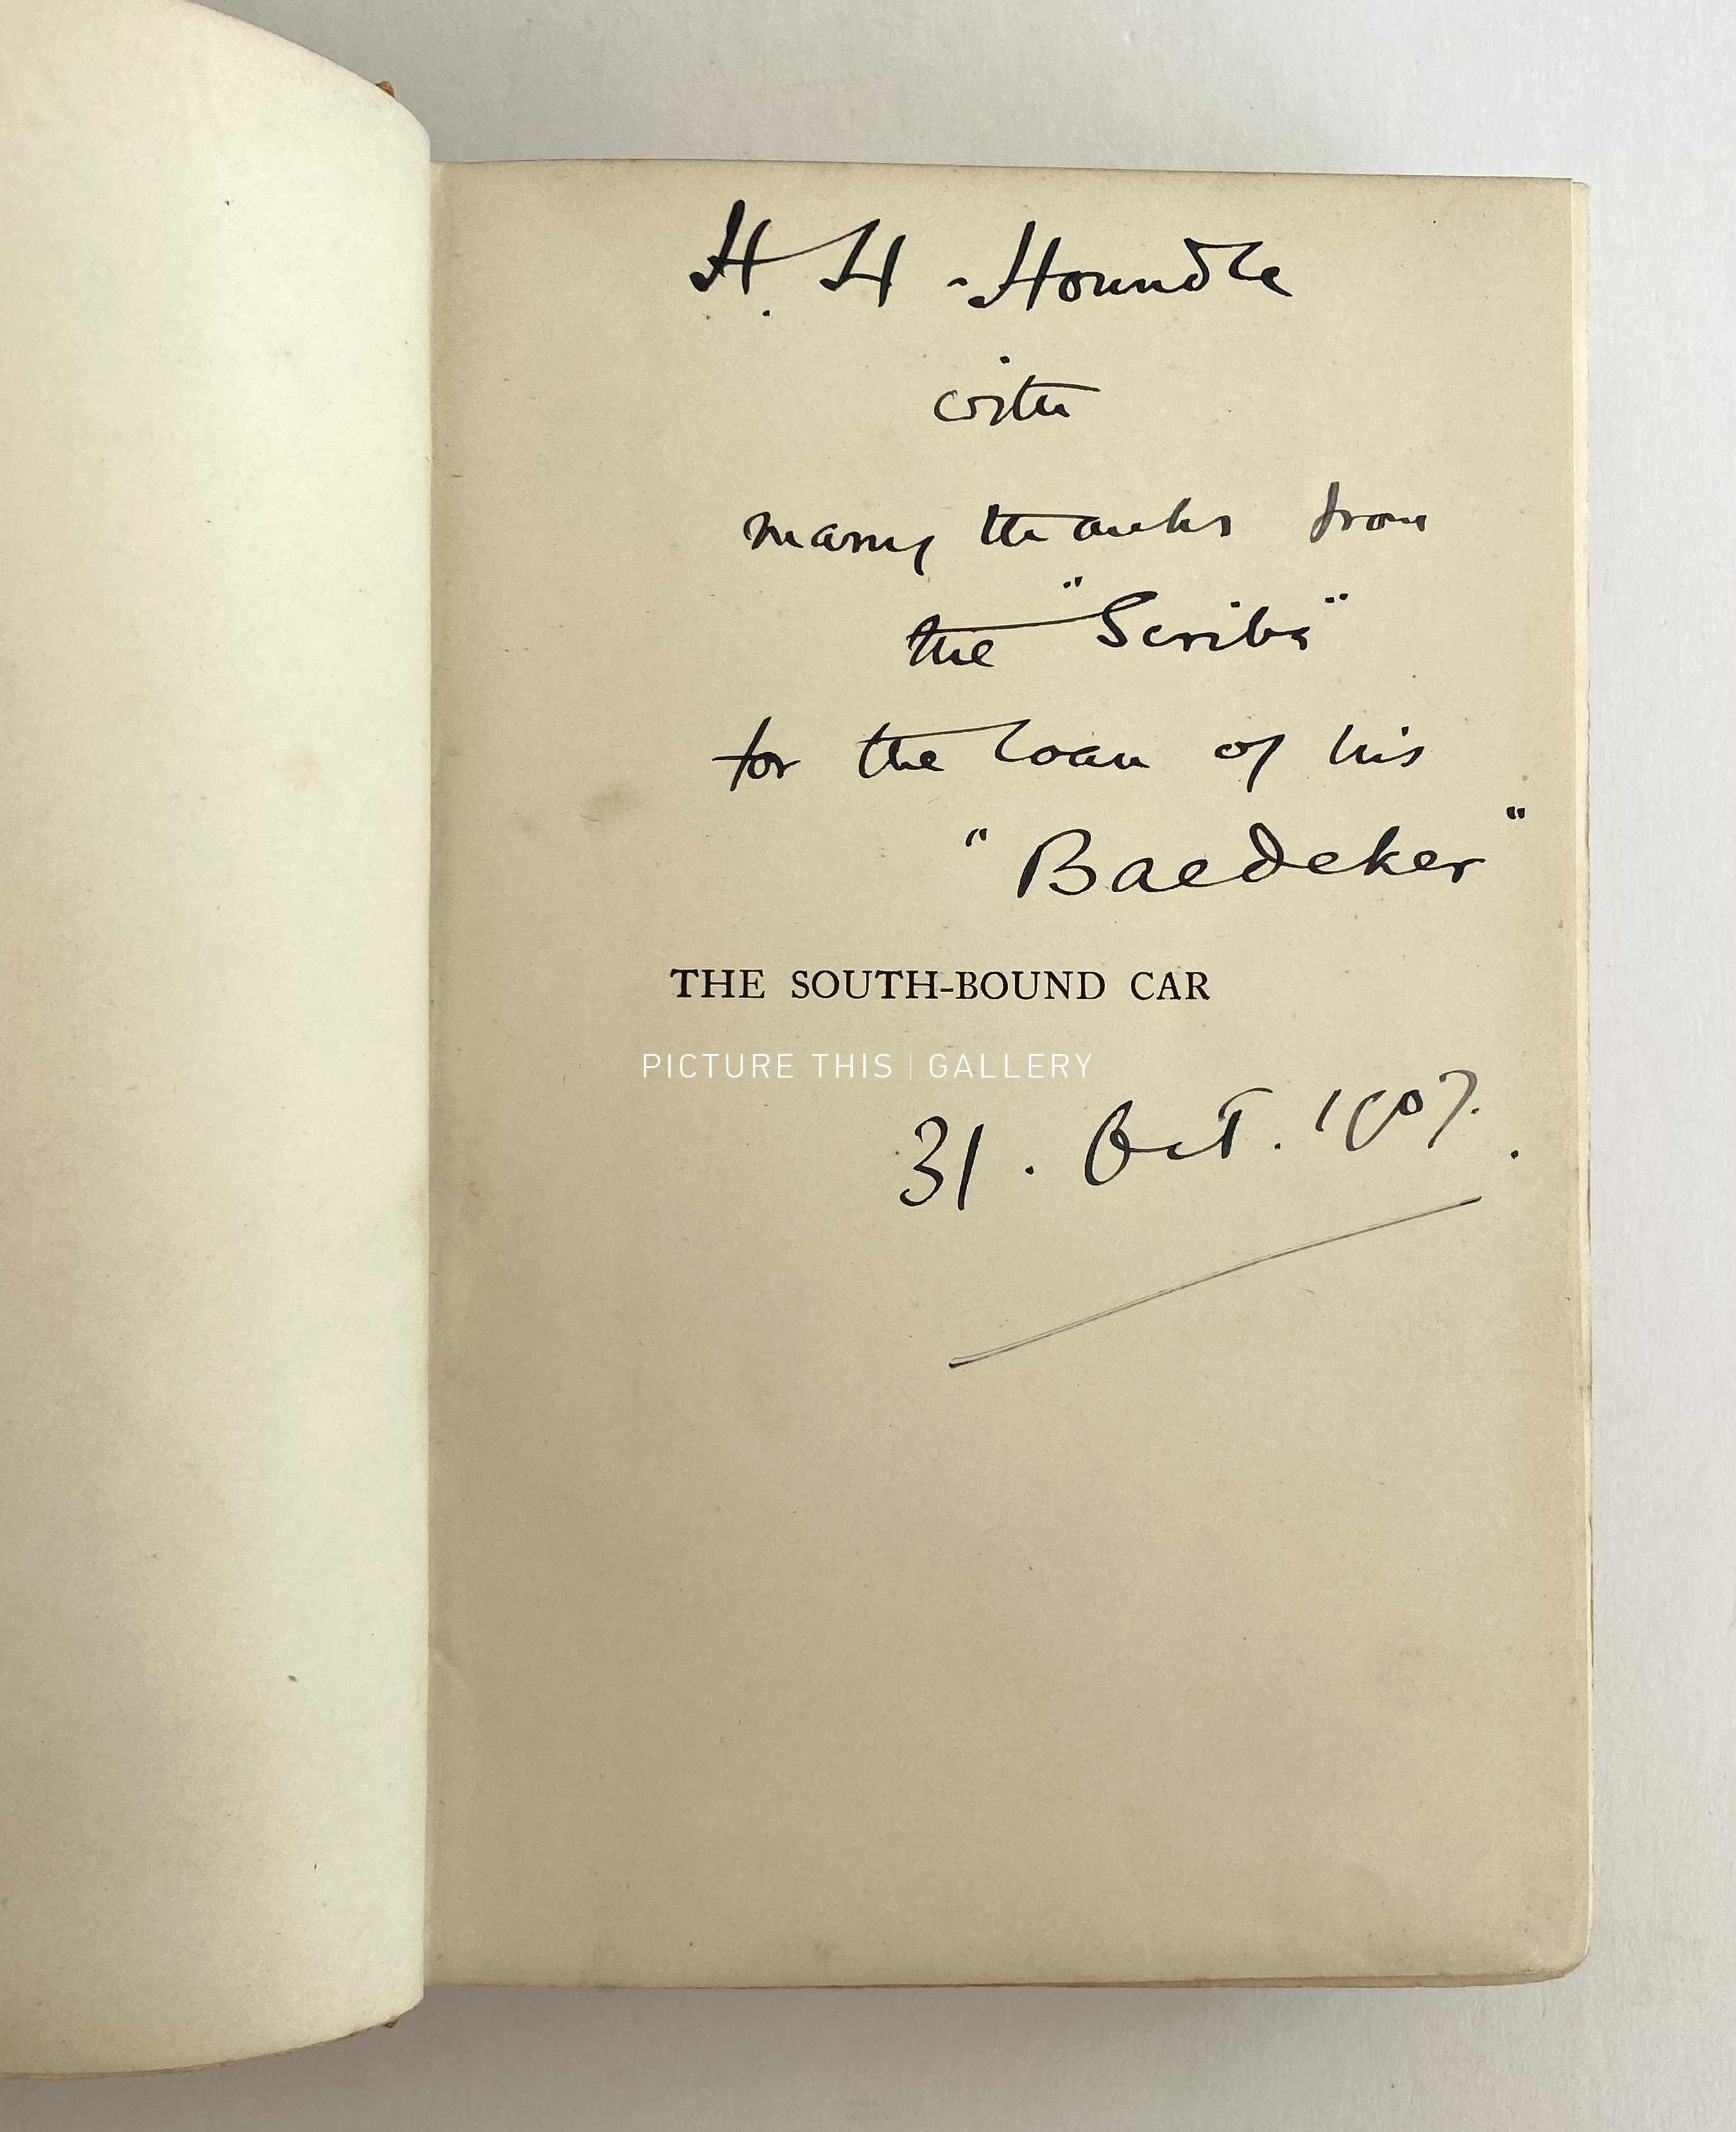 H. H. Houndle
with
many thanks from
the "Scribe"
for the loan of his
"Baedeker"
THE SOUTH-BOUND CAR
PICTURE THIS | GALLERY
31. Oct. 1907.